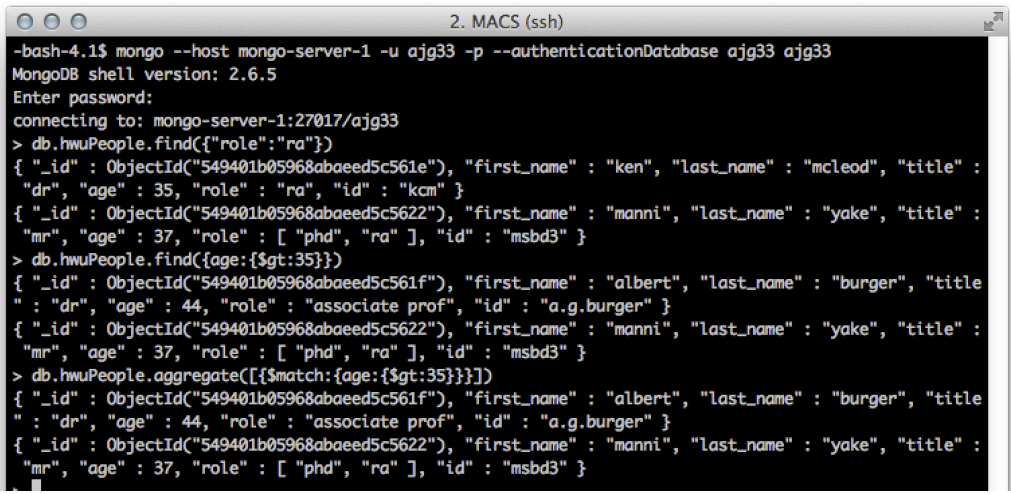 2. MACS (ssh)
-bash-4.1$ mongo --host mongo-server-1 -u ajg33 -p --authenticationDatabase ajg33 ajg33
MongoDB shell version: 2.6.5
Enter password:
connecting to: mongo-server-1:27017/ajg33
> db.hwuPeople.find({"role":"ra"})
{ "_id" : ObjectId("549401b05968abaeed5c561e"), "first_name" : "ken", "last_name" : "mcleod", "title" :
"dr", "age" : 35, "role" : "ra", "id" : "kcm" }
{ "_id" : ObjectId("549401b05968abaeed5c5622"), "first_name" : "manni", "last_name" : "yake", "title" :
"mr", "age" : 37, "role" : [ "phd", "ra" ], "id" : "msbd3" }
> db.hwuPeople.find({age:{$gt:35}})
{ "_id" : ObjectId("549401b05968abaeed5c561f"), "first_name" : "albert", "last_name" : "burger", "title
" : "dr", "age" : 44, "role" : "associate prof", "id" : "a.g.burger" }
{ "_id" : ObjectId("549401b05968abaeed5c5622"), "first_name" : "manni", "last_name" : "yake", "title" :
"mr", "age" : 37, "role" : [ "phd", "ra" ], "id" : "msbd3" }
> db.hwuPeople.aggregate([{$match:{age:{$gt:35}}}])
{ "_id" : ObjectId("549401b05968abaeed5c561f"), "first_name" : "albert", "last_name" : "burger", "title
" : "dr", "age" : 44, "role" : "associate prof", "id" : "a.g.burger" }
{ "_id" : ObjectId("549401b05968abaeed5c5622"), "first_name" : "manni", "last_name" : "yake", "title" :
"mr", "age" : 37, "role" : [ "phd", "ra" ], "id" : "msbd3" }
>